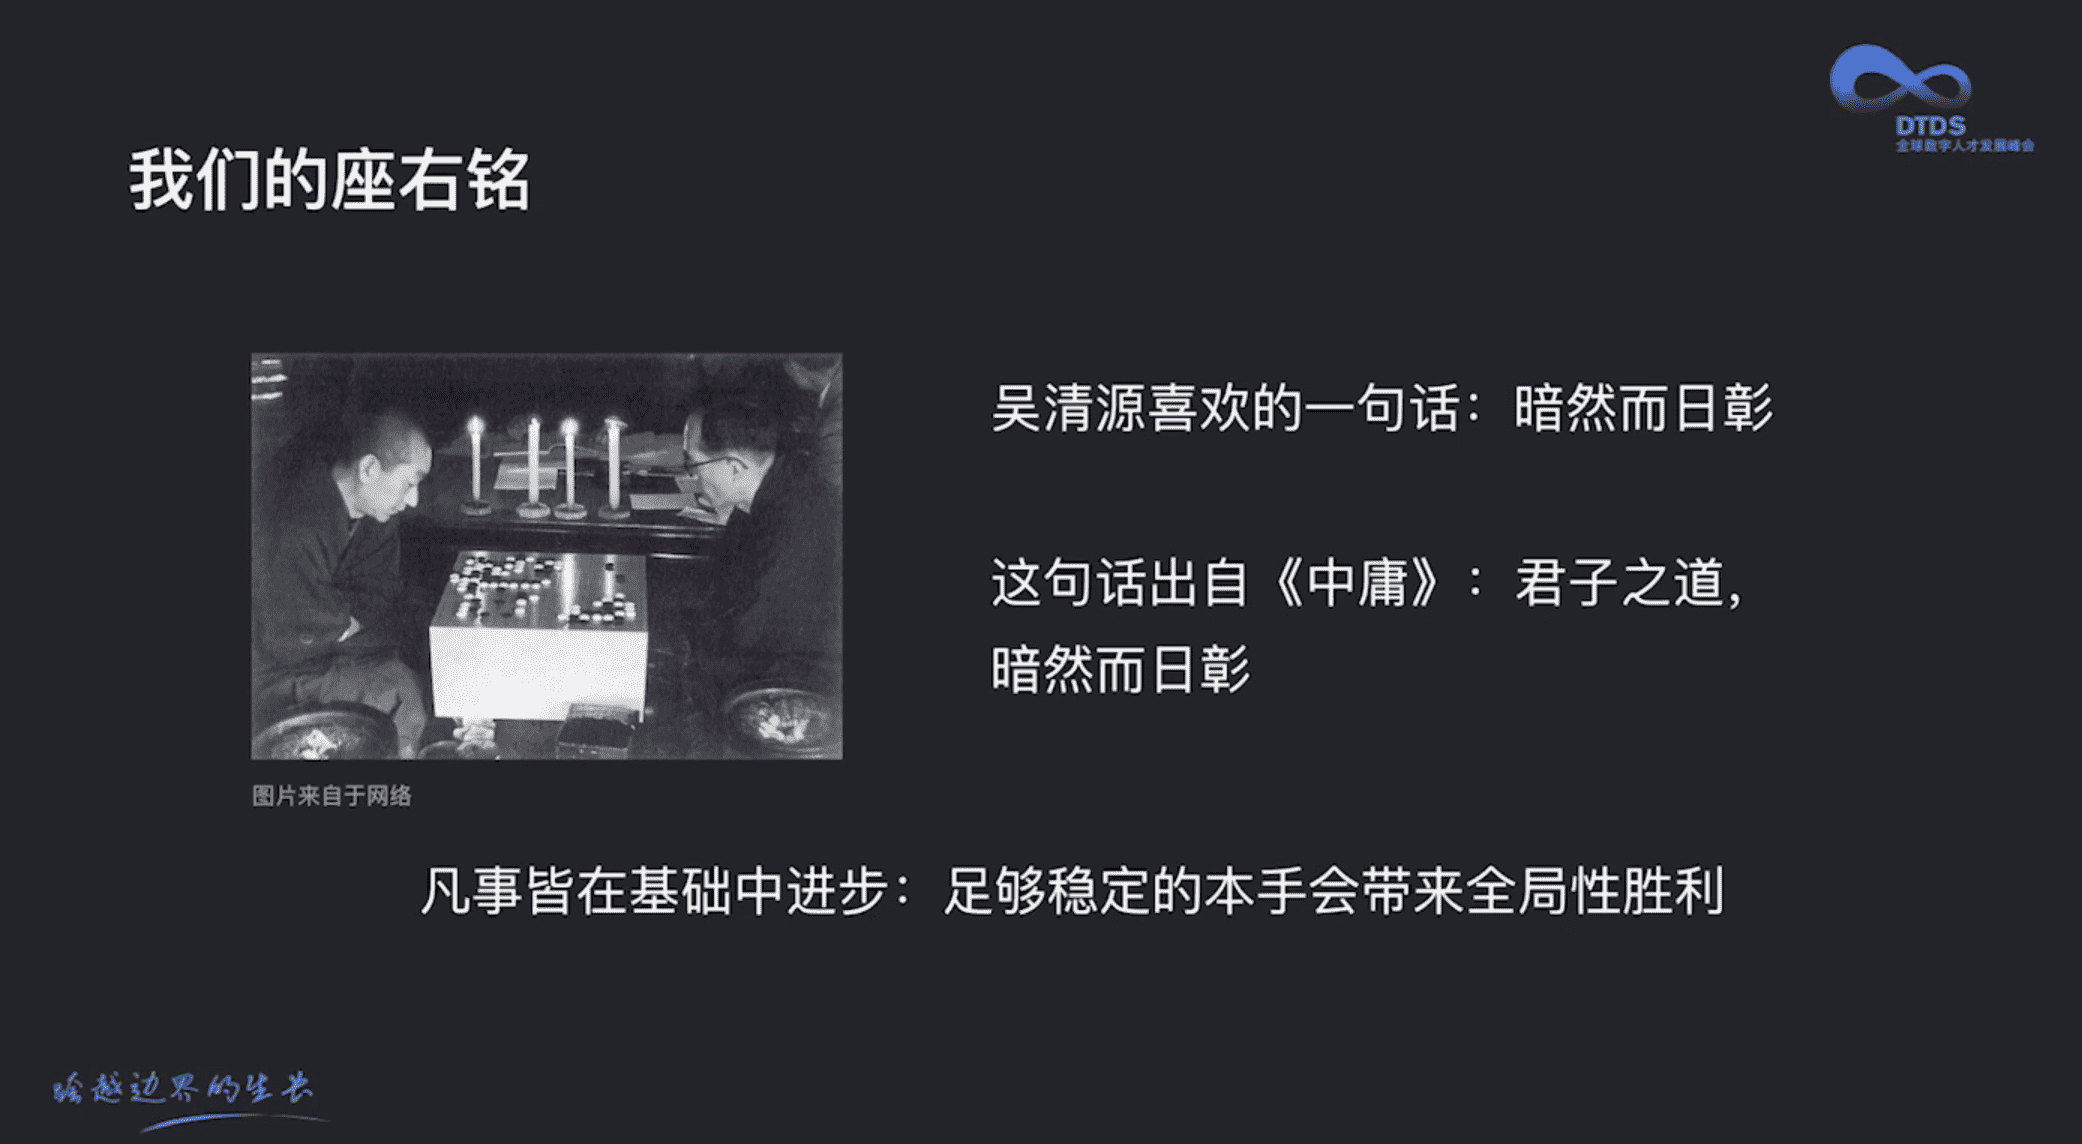 DTDS
全球数字人才发展峰会
我们的座右铭
吴清源喜欢的一句话：暗然而日彰
这句话出自《中庸》：君子之道，
暗然而日彰
图片来自于网络
凡事皆在基础中进步：足够稳定的本手会带来全局性胜利
跨越边界的生长